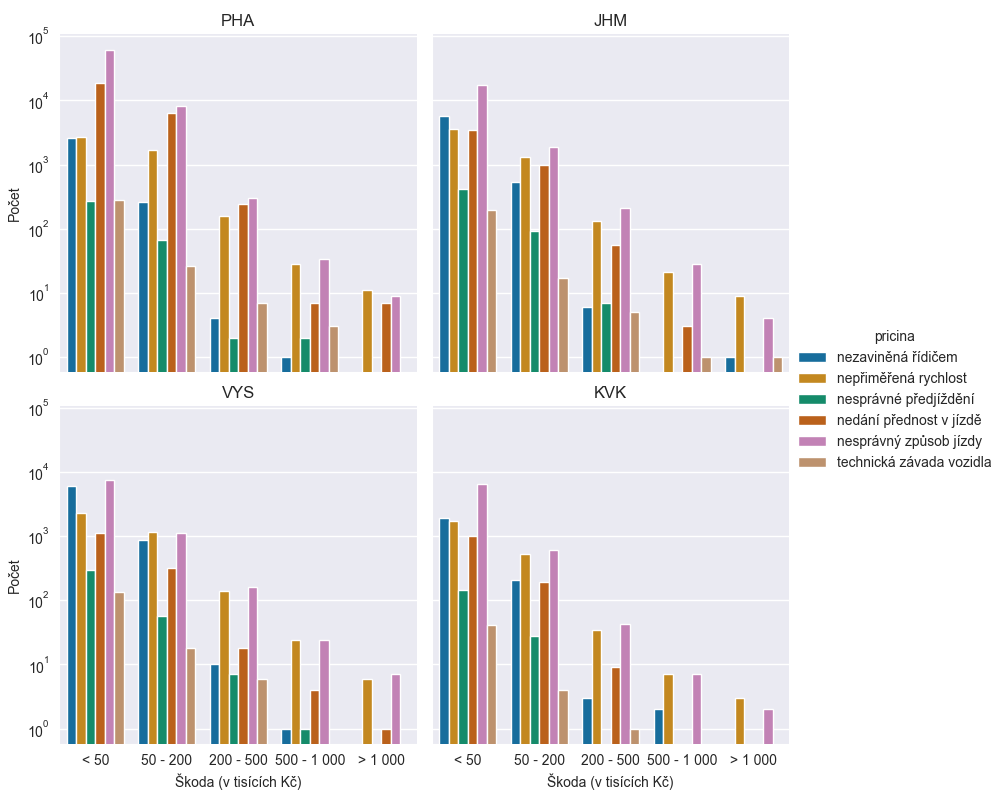 PHA
JHM
10^5
10^4
10^3
10^2
10^1
10^0
Počet
VYS
KVK
10^5
10^4
10^3
10^2
10^1
10^0
Počet
< 50
50 - 200
200 - 500
500 - 1 000
> 1 000
< 50
50 - 200
200 - 500
500 - 1 000
> 1 000
Škoda (v tisících Kč)
Škoda (v tisících Kč)
pricina
nezaviněná řídičem
nepřiměřená rychlost
nesprávné předjíždění
nedání přednost v jízdě
nesprávný způsob jízdy
technická závada vozidla